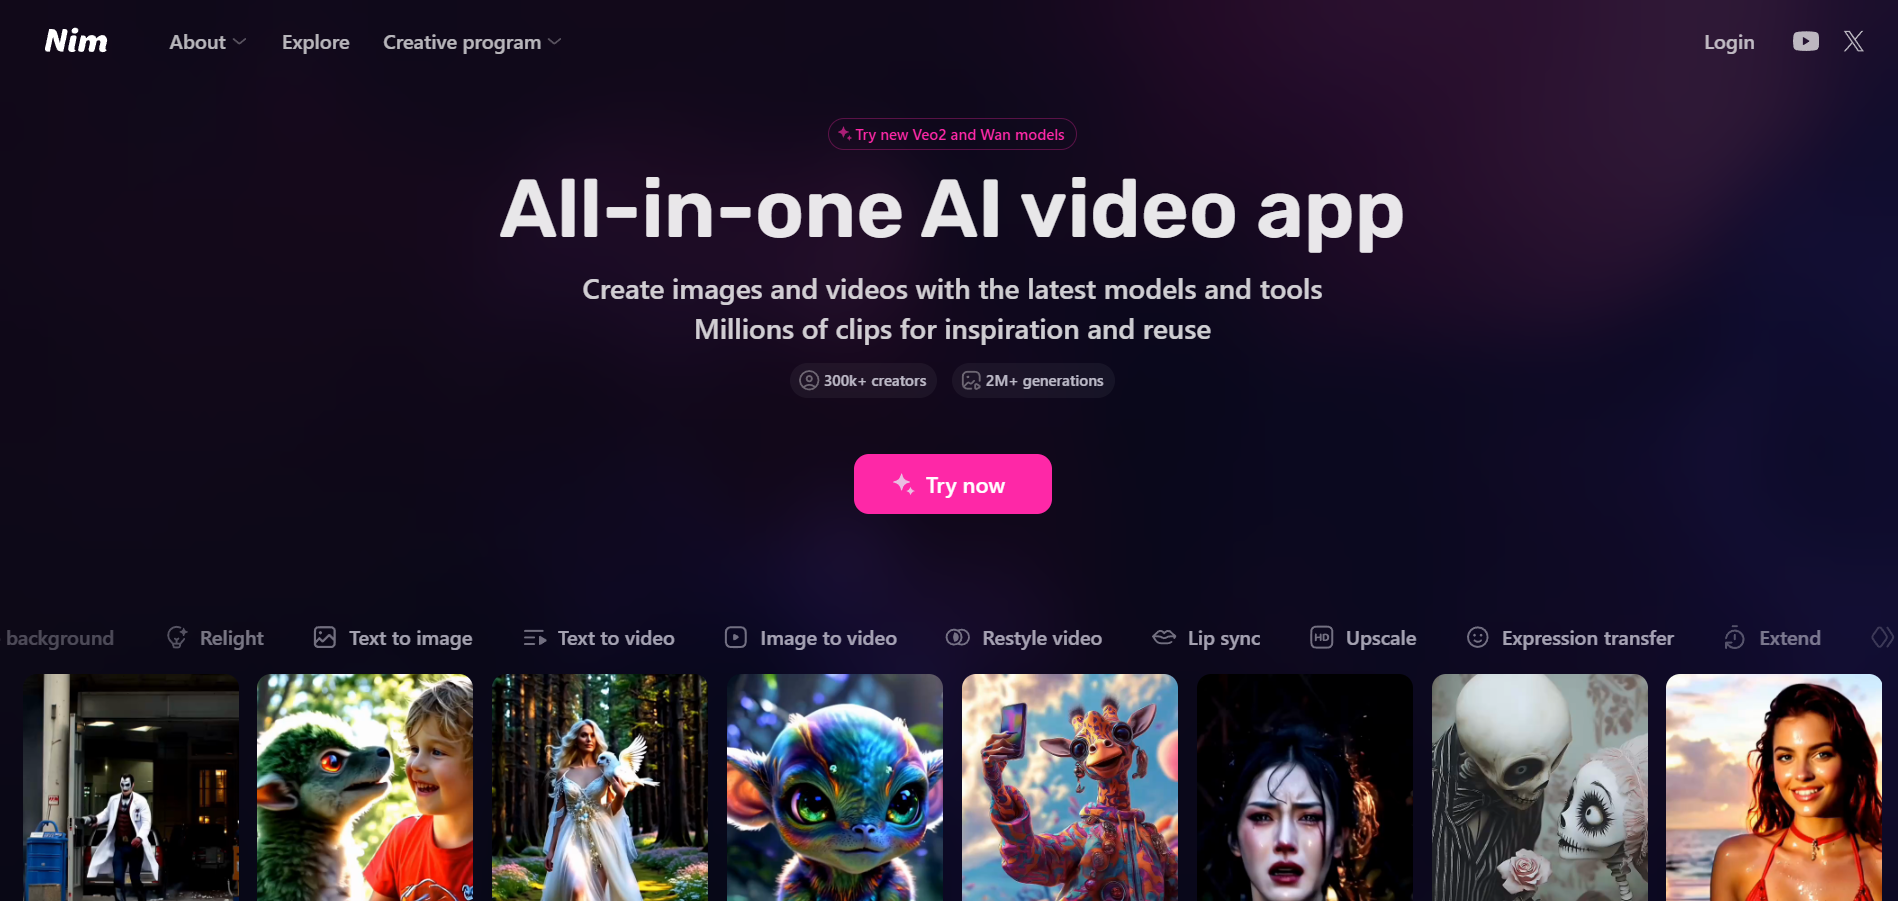 Nim
About
Explore
Creative program
Login
Try new Veo2 and Wan models
All-in-one AI video app
Create images and videos with the latest models and tools
Millions of clips for inspiration and reuse
300k+ creators
2M+ generations
Try now
background
Relight
Text to image
Text to video
Image to video
Restyle video
Lip sync
HD
Upscale
Expression transfer
Extend